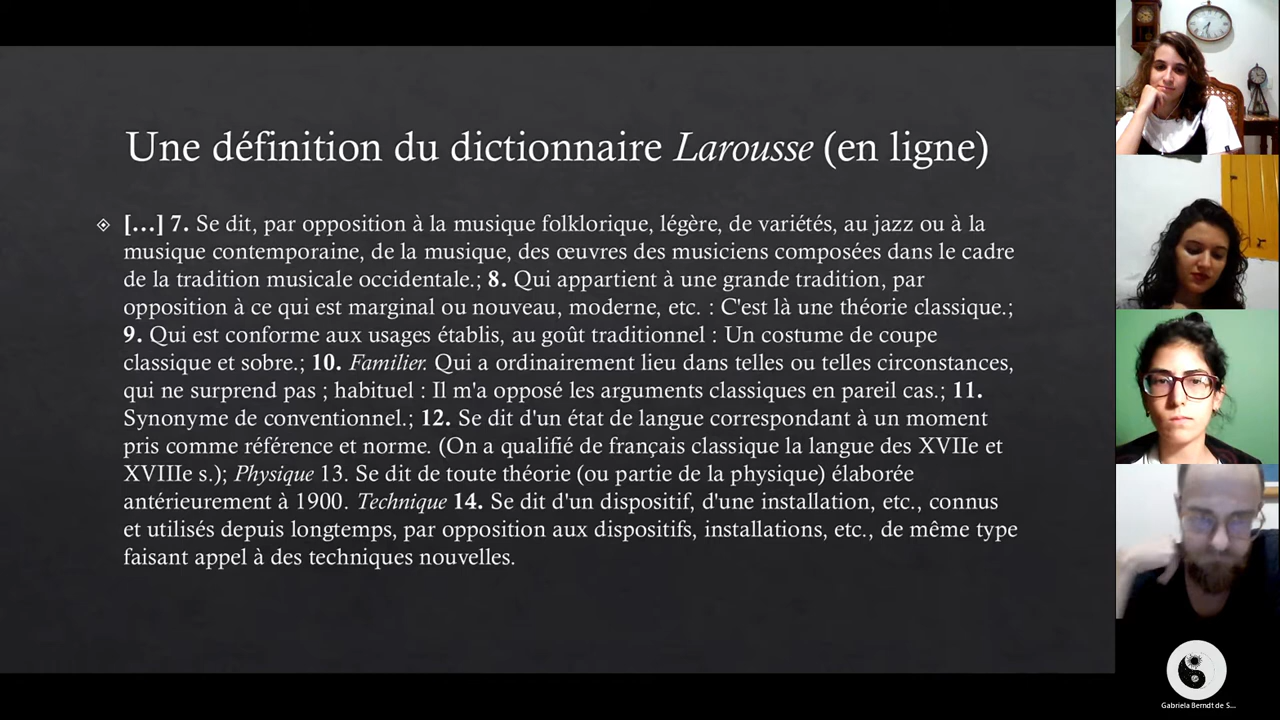 Une définition du dictionnaire Larousse (en ligne)
[…] 7. Se dit, par opposition à la musique folklorique, légère, de variétés, au jazz ou à la
musique contemporaine, de la musique, des œuvres des musiciens composées dans le cadre
de la tradition musicale occidentale.; 8. Qui appartient à une grande tradition, par
opposition à ce qui est marginal ou nouveau, moderne, etc. : C'est là une théorie classique.;
9. Qui est conforme aux usages établis, au goût traditionnel : Un costume de coupe
classique et sobre.; 10. Familier. Qui a ordinairement lieu dans telles ou telles circonstances,
qui ne surprend pas ; habituel : Il m'a opposé les arguments classiques en pareil cas.; 11.
Synonyme de conventionnel.; 12. Se dit d'un état de langue correspondant à un moment
pris comme référence et norme. (On a qualifié de français classique la langue des XVIIe et
XVIIIe s.); Physique 13. Se dit de toute théorie (ou partie de la physique) élaborée
antérieurement à 1900. Technique 14. Se dit d'un dispositif, d'une installation, etc., connus
et utilisés depuis longtemps, par opposition aux dispositifs, installations, etc., de même type
faisant appel à des techniques nouvelles.
Gabriela Berndt de S...